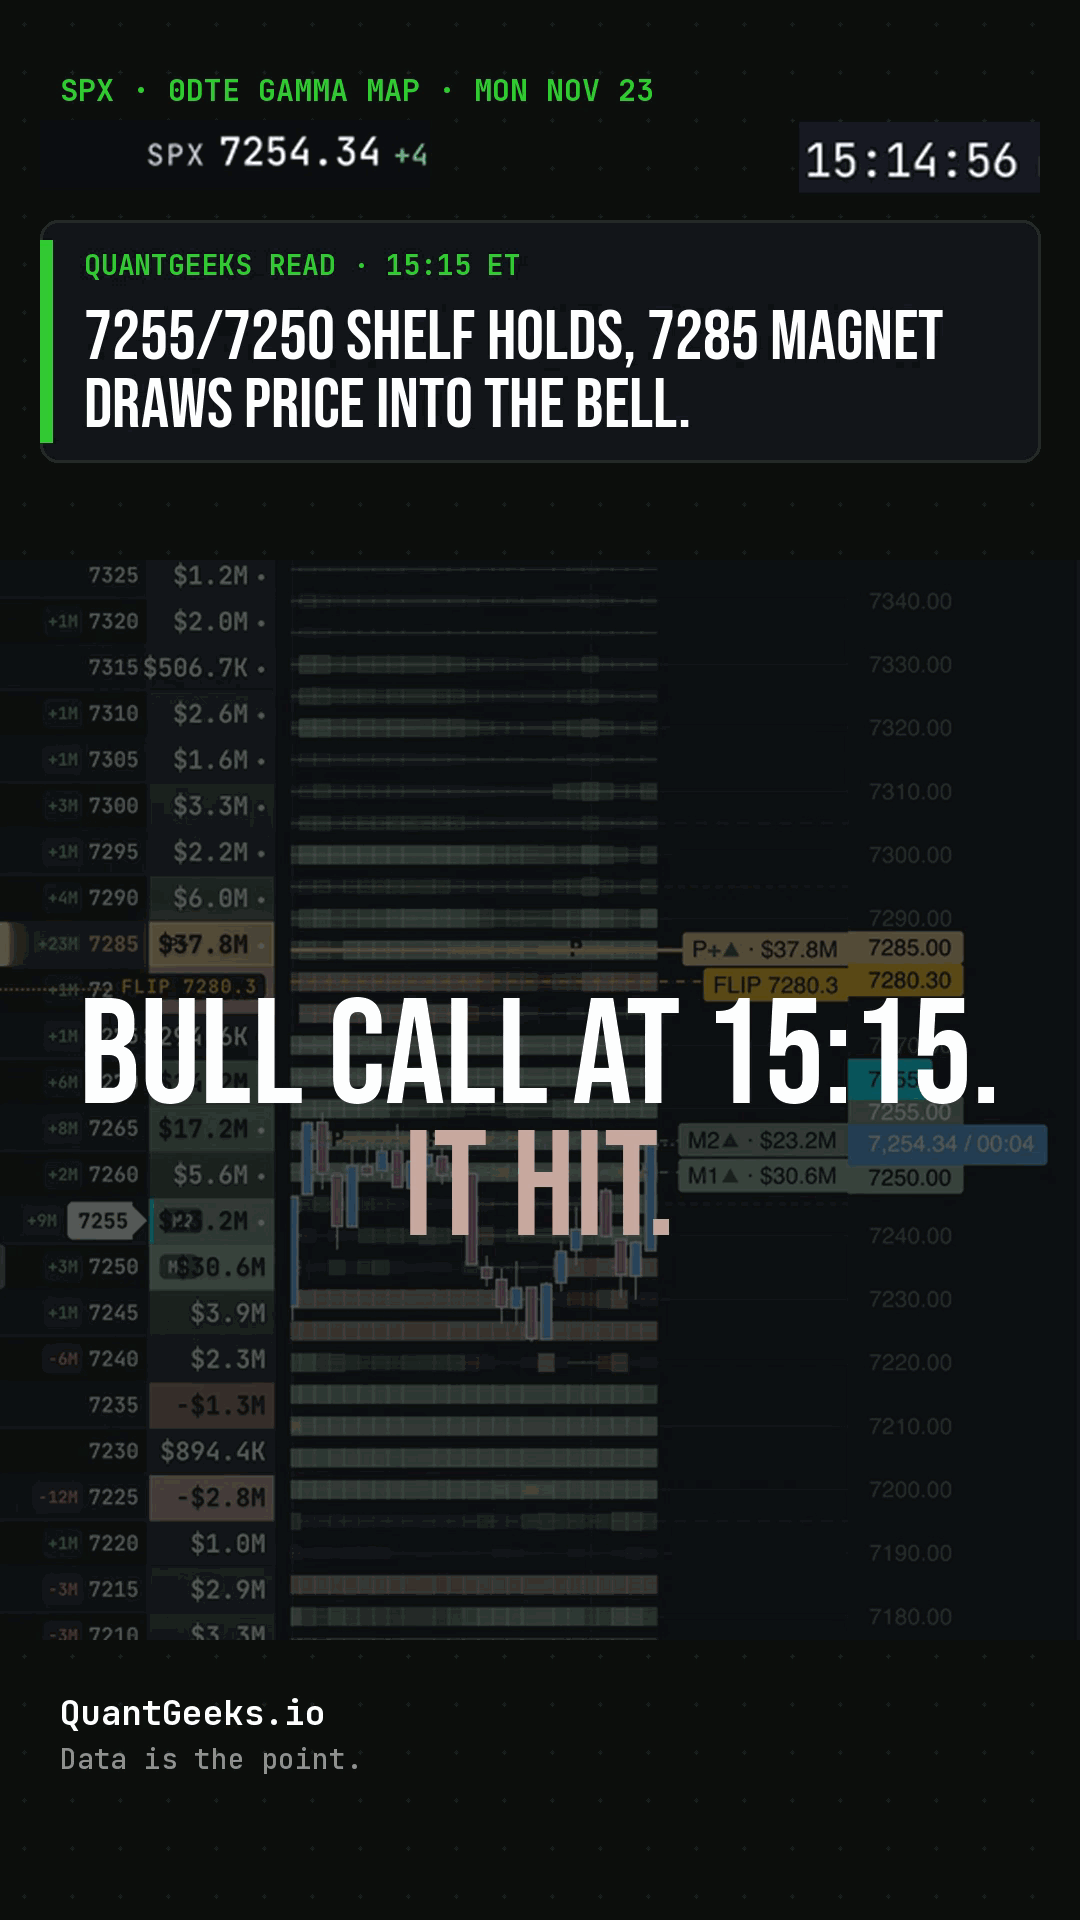 SPX · 0DTE GAMMA MAP · MON NOV 23
SPX 7254.34 +4
15:14:56
QUANTGEEKS READ · 15:15 ET
7255/7250 SHELF HOLDS, 7285 MAGNET
DRAWS PRICE INTO THE BELL.
7325 $1.2M
+1M 7320 $2.0M
7315 $506.7K
+1M 7310 $2.6M
+1M 7305 $1.6M
+3M 7300 $3.3M
+1M 7295 $2.2M
+4M 7290 $6.0M
+23M 7285 $37.8M
FLIP 7280.3
BULL CALL AT 15:15.
IT HIT.
+8M 7265 $17.2M
+2M 7260 $5.6M
+9M 7255
+3M 7250 $30.6M
+1M 7245 $3.9M
-6M 7240 $2.3M
7235 -$1.3M
7230 $894.4K
-12M 7225 -$2.8M
+1M 7220 $1.0M
-3M 7215 $2.9M
-3M 7210 $3.3M
7340.00
7330.00
7320.00
7310.00
7300.00
7290.00
P+▲ · $37.8M 7285.00
FLIP 7280.3 7280.30
7255.00
M2▲ · $23.2M 7,254.34 / 00:04
M1▲ · $30.6M 7250.00
7240.00
7230.00
7220.00
7210.00
7200.00
7190.00
7180.00
QuantGeeks.io
Data is the point.